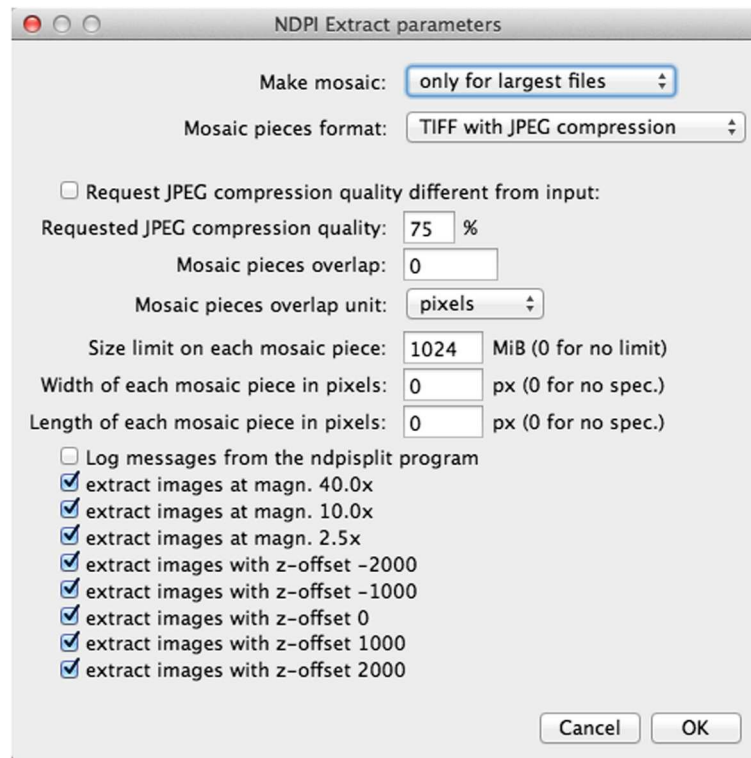 NDPI Extract parameters
Make mosaic: only for largest files
Mosaic pieces format: TIFF with JPEG compression
Request JPEG compression quality different from input:
Requested JPEG compression quality: 75 %
Mosaic pieces overlap: 0
Mosaic pieces overlap unit: pixels
Size limit on each mosaic piece: 1024 MiB (0 for no limit)
Width of each mosaic piece in pixels: 0 px (0 for no spec.)
Length of each mosaic piece in pixels: 0 px (0 for no spec.)
Log messages from the ndpisplit program
extract images at magn. 40.0x
extract images at magn. 10.0x
extract images at magn. 2.5x
extract images with z-offset -2000
extract images with z-offset -1000
extract images with z-offset 0
extract images with z-offset 1000
extract images with z-offset 2000
Cancel OK